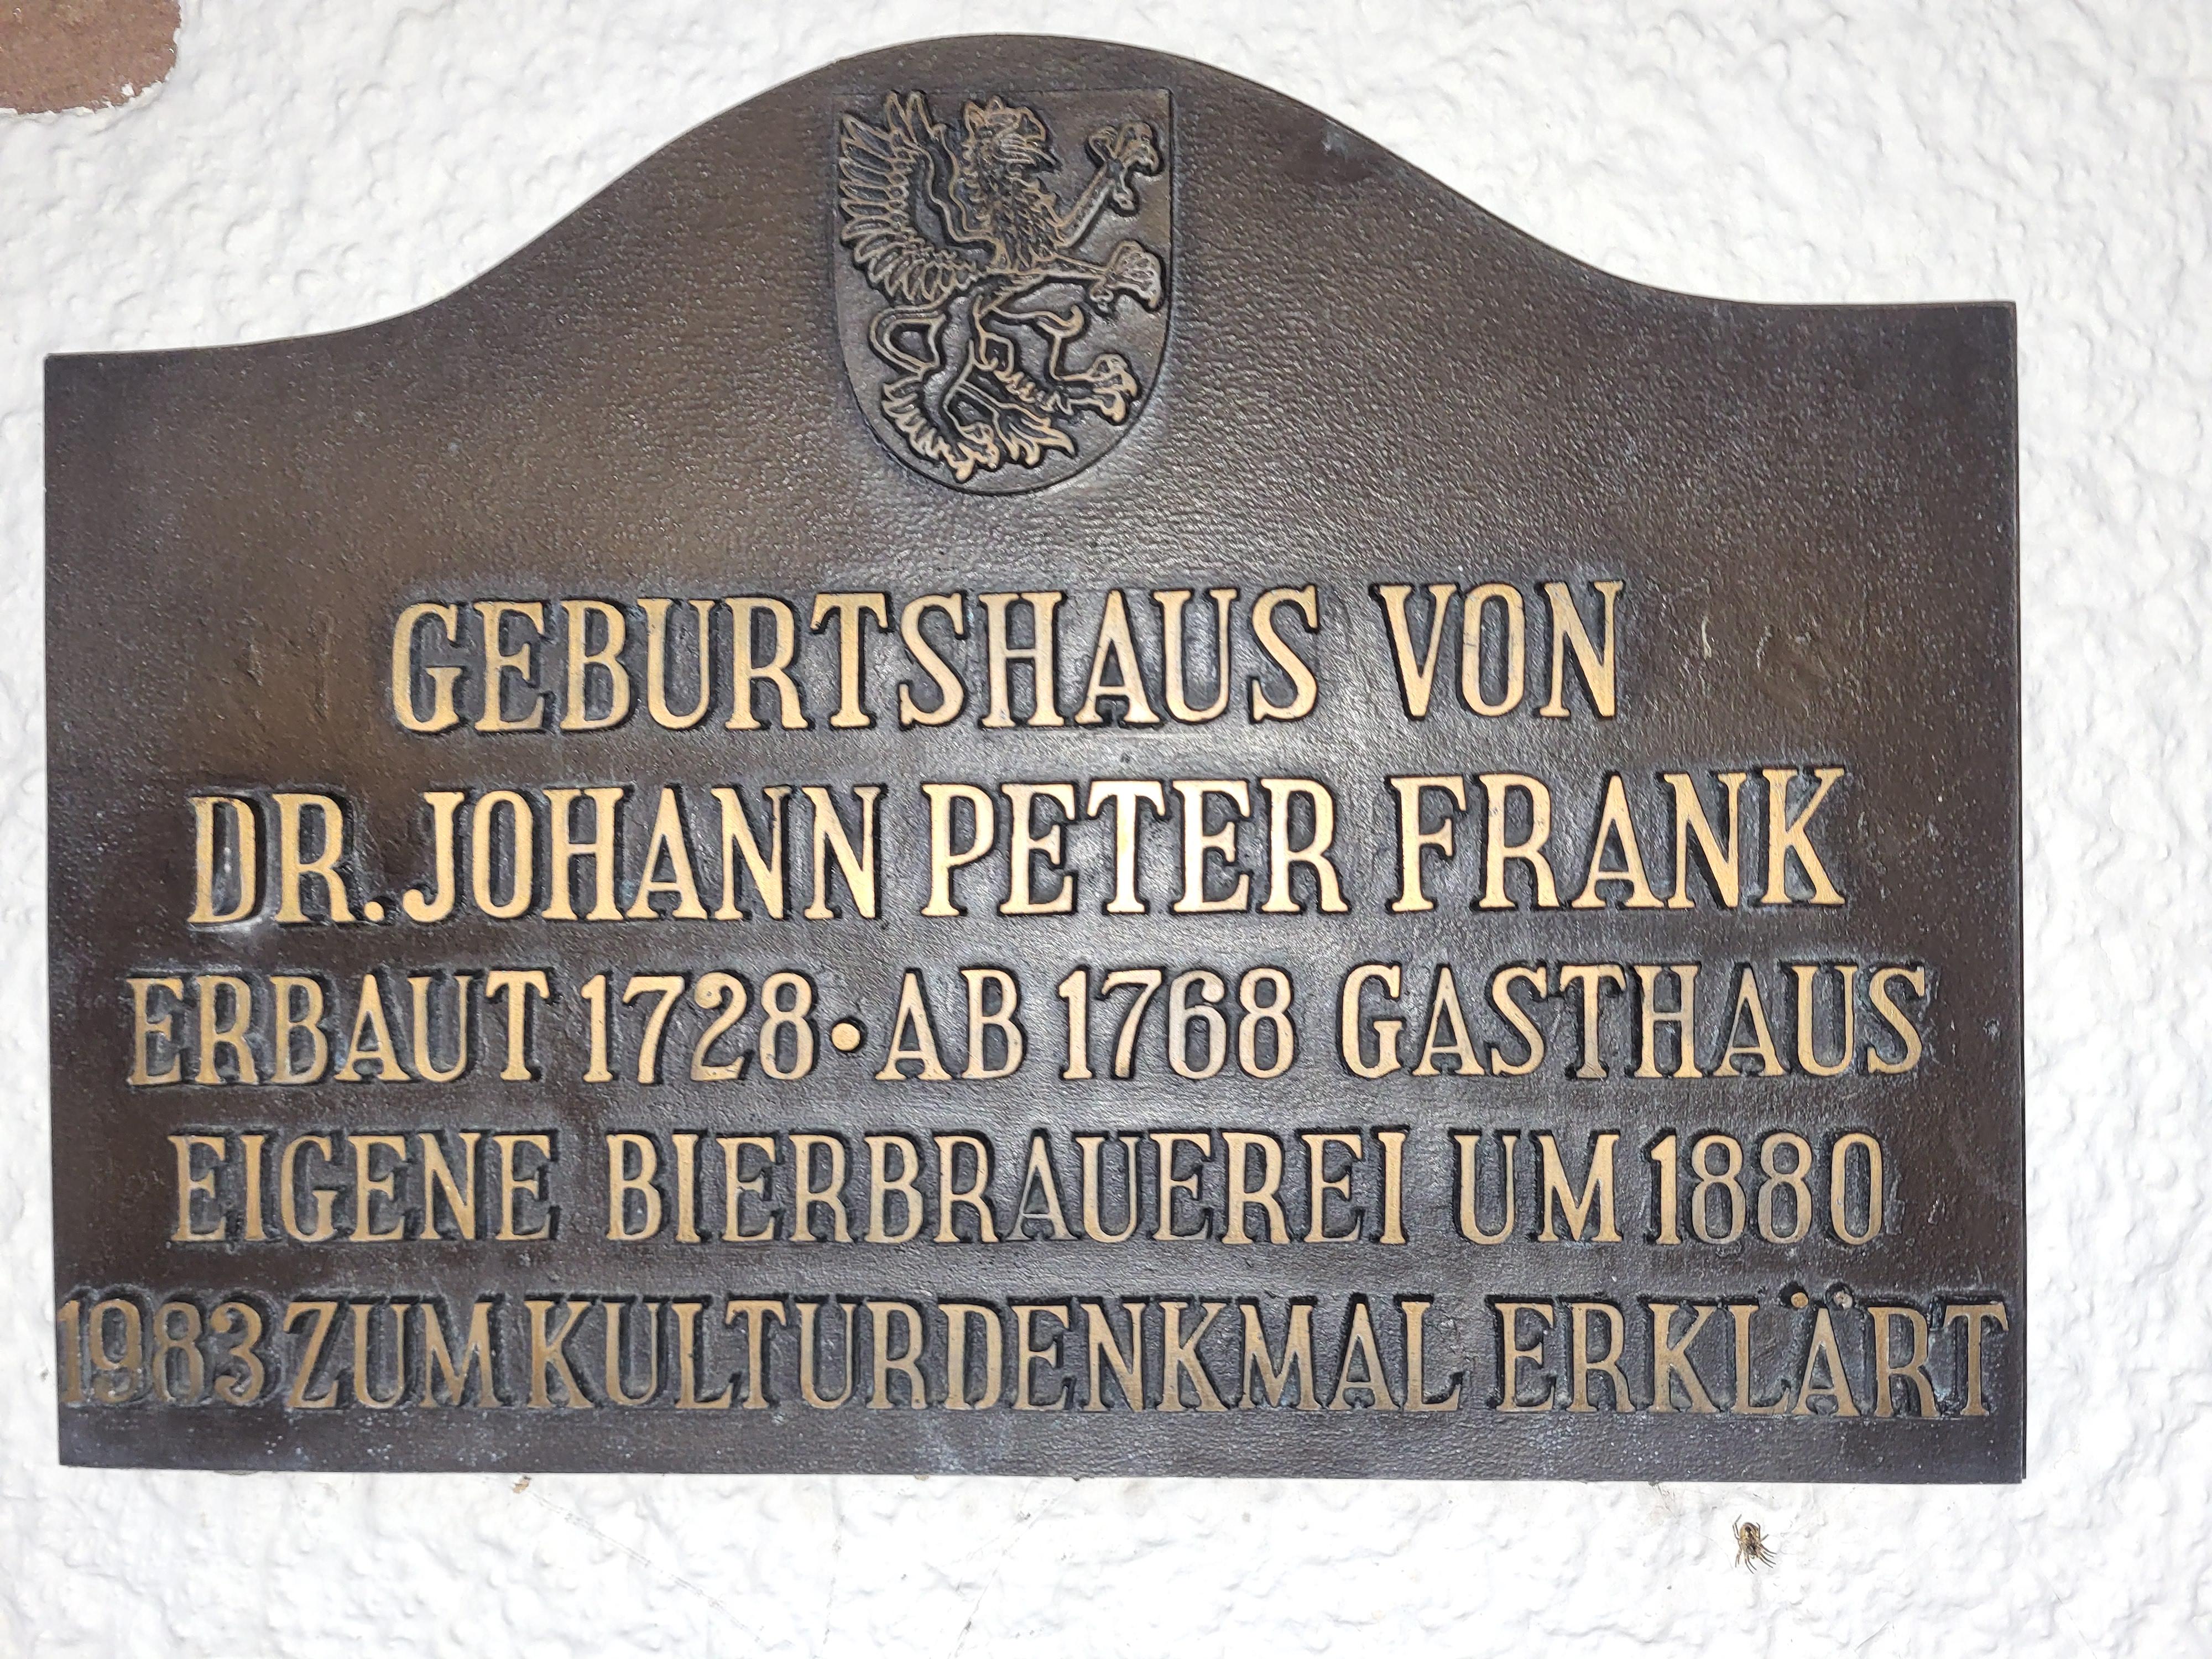 GEBURTSHAUS VON
DR. JOHANN PETER FRANK
ERBAUT 1728 • AB 1768 GASTHAUS
EIGENE BIERBRAUEREI UM 1880
1983 ZUM KULTURDENKMAL ERKLÄRT